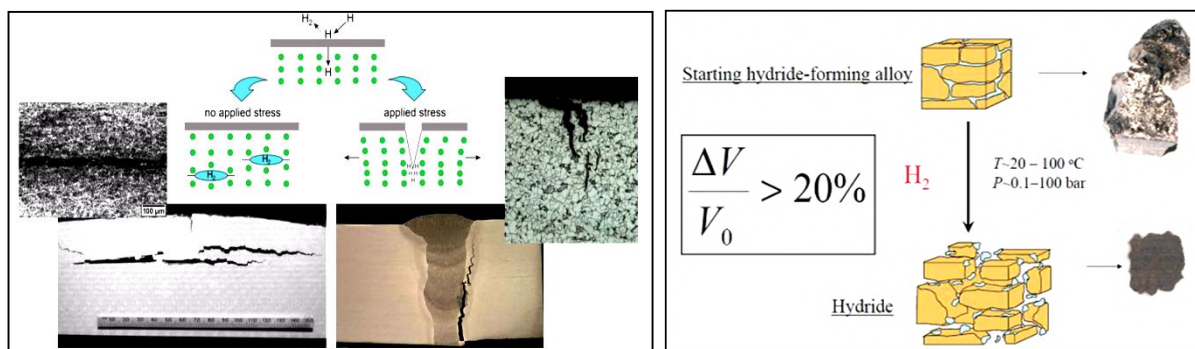 H₂
H
H
H
no applied stress
applied stress
H₂
H₂
H H
H H
H
100 µm
Starting hydride-forming alloy
ΔV
V₀
> 20%
H₂
T~20 – 100 °C
P~0.1–100 bar
Hydride